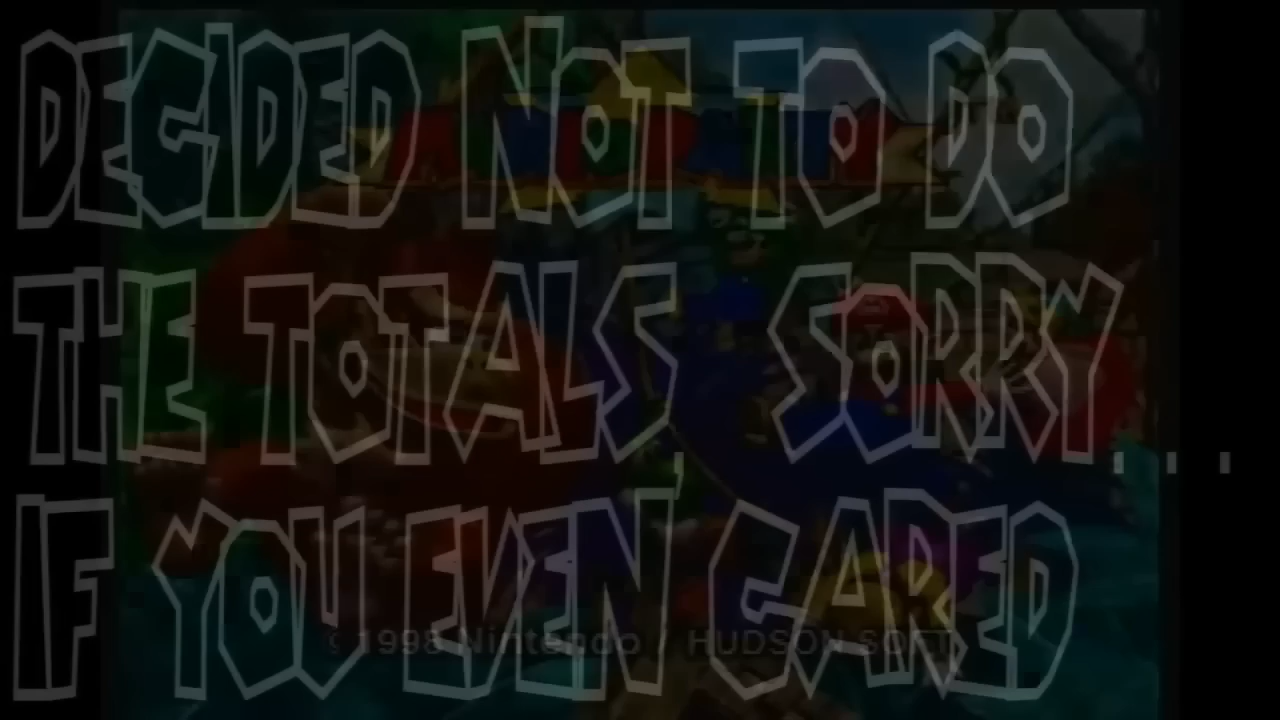 DECIDED NOT TO DO
THE TOTALS, SORRY...
IF YOU EVEN CARED
© 1998 Nintendo / HUDSON SOFT